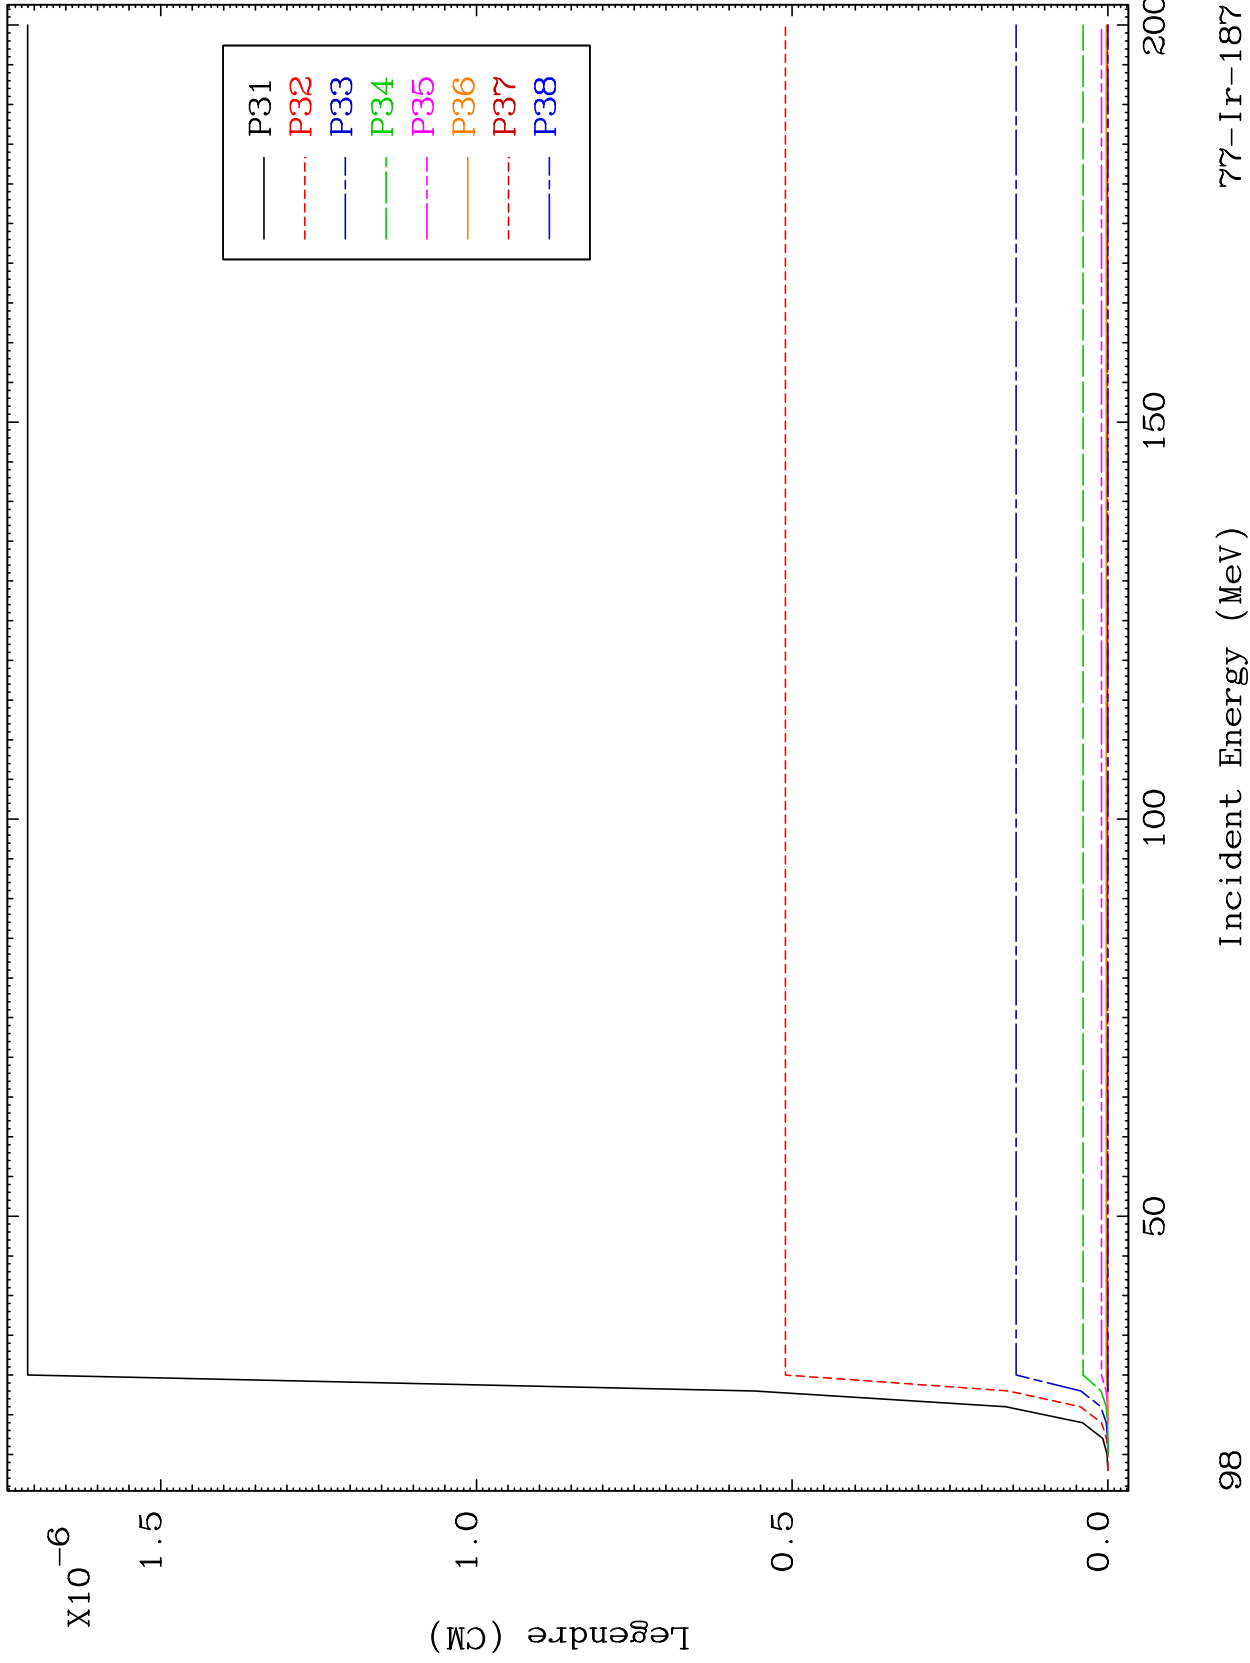 X10-6
1.5
1.0
0.5
0.0
Legendre (CM)
P31
P32
P33
P34
P35
P36
P37
P38
50
100
150
200
Incident Energy (MeV)
98
77-Ir-187